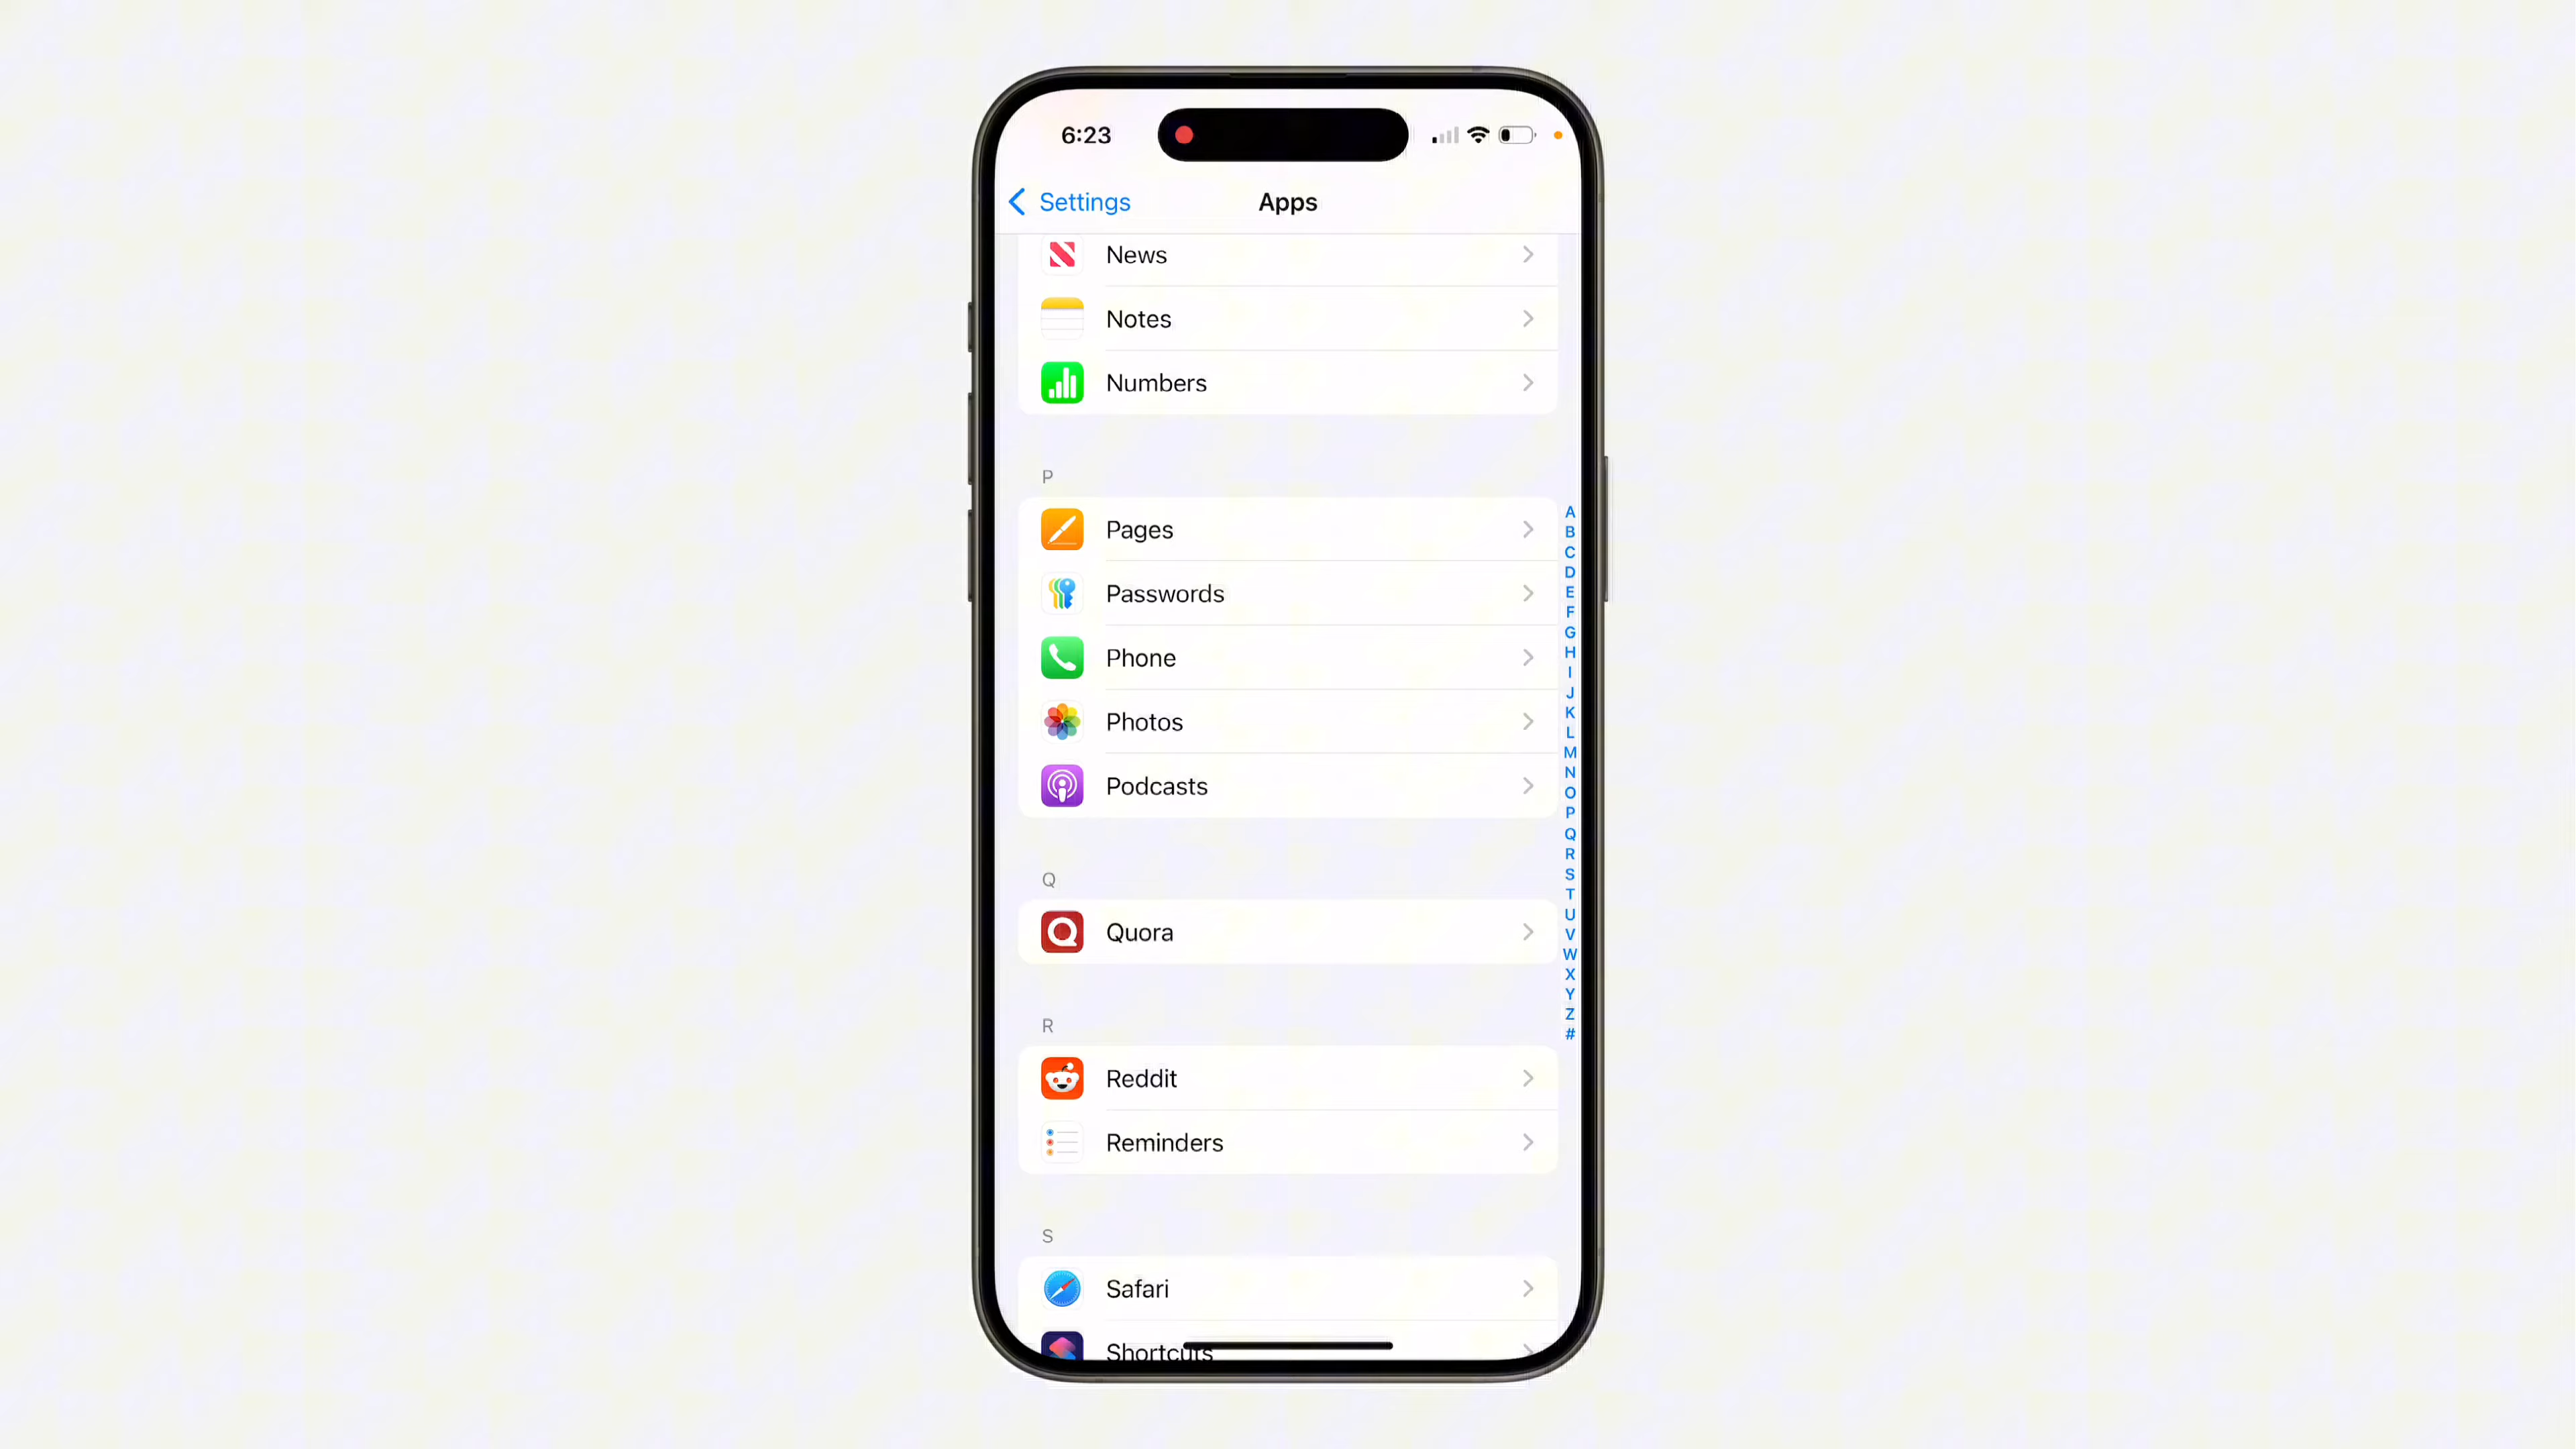 6:23
Settings
Apps
News
Notes
Numbers
P
Pages
Passwords
Phone
Photos
Podcasts
Q
Quora
R
Reddit
Reminders
S
Safari
Shortcuts
A
B
C
D
E
F
G
H
I
J
K
L
M
N
O
P
Q
R
S
T
U
V
W
X
Y
Z
#